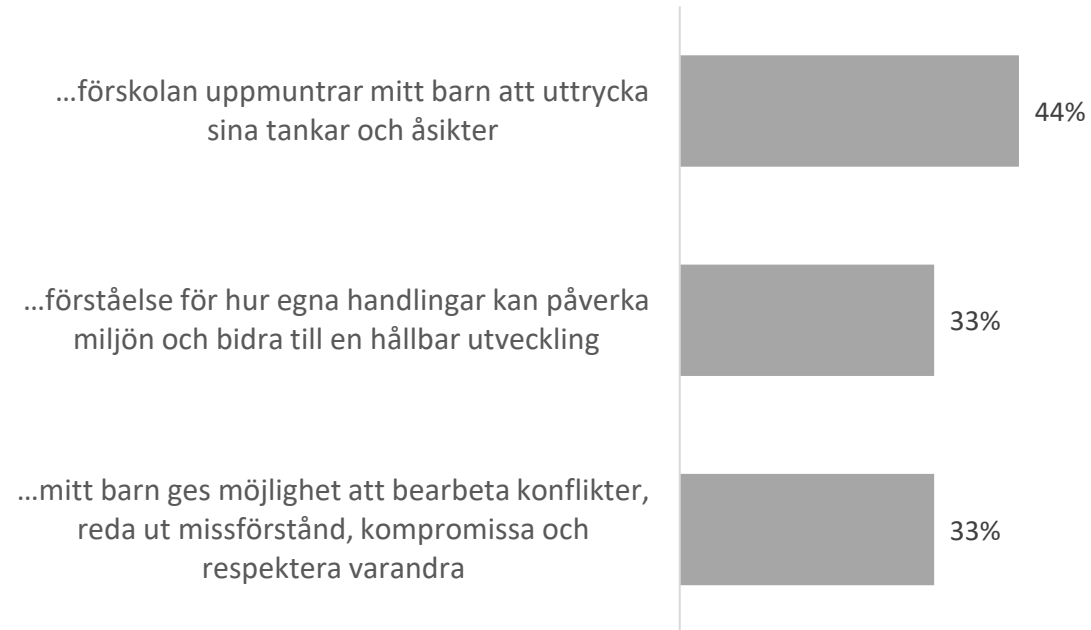 …förskolan uppmuntrar mitt barn att uttrycka
sina tankar och åsikter
44%
…förståelse för hur egna handlingar kan påverka
miljön och bidra till en hållbar utveckling
33%
…mitt barn ges möjlighet att bearbeta konflikter,
reda ut missförstånd, kompromissa och
respektera varandra
33%